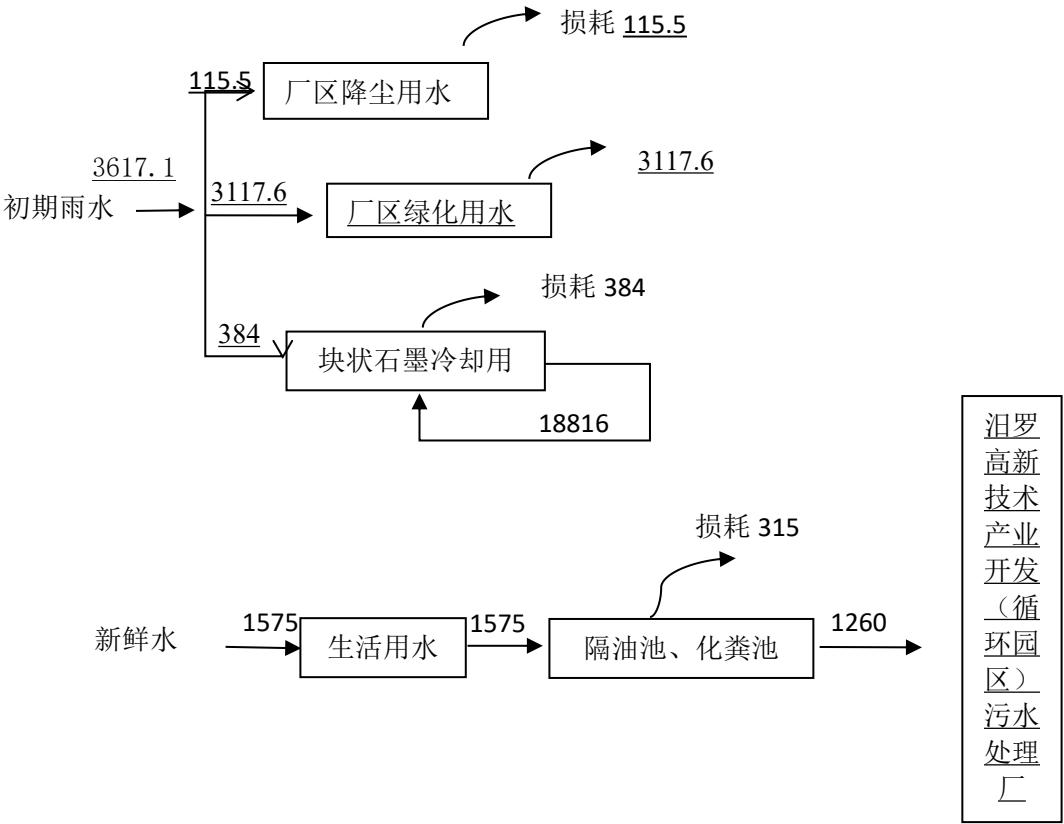 损耗 115.5
115.5
厂区降尘用水
3617.1
3117.6
初期雨水
3117.6
厂区绿化用水
损耗 384
384
块状石墨冷却用
18816
损耗 315
新鲜水
1575
生活用水
1575
隔油池、化粪池
1260
汨罗
高新
技术
产业
开发
（循
环园
区）
污水
处理
厂